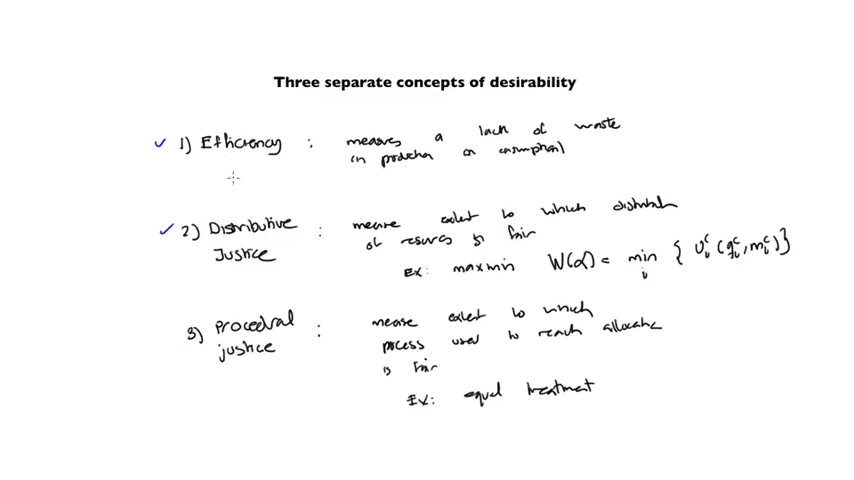 Three separate concepts of desirability
✓ 1) Efficiency : measures a lack of waste
in production or consumption
✓ 2) Distributive : measure extent to which distribution
Justice of resources is fair
Ex: maxmin W(α) = min_i { U_i^c (q_i^c, m_i^c) }
3) Procedural : measure extent to which
justice process used to reach allocation
is fair
Ex: equal treatment